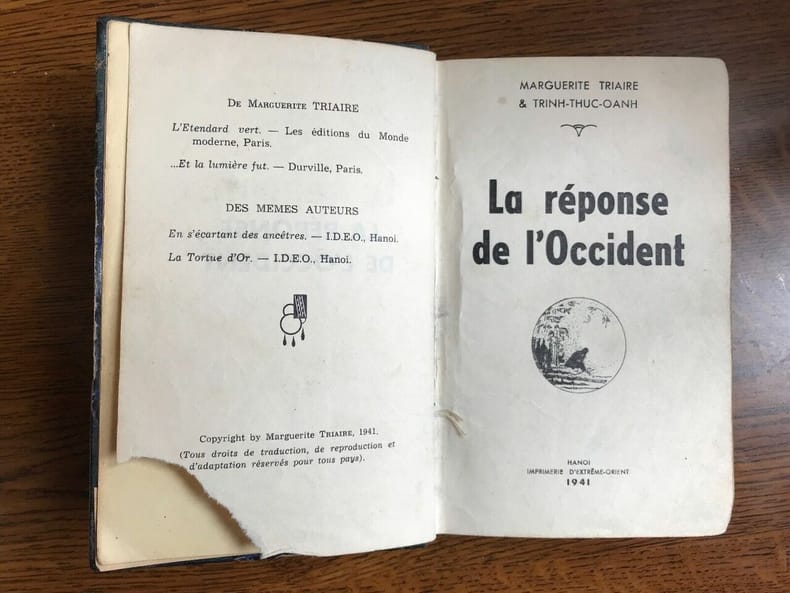 De Marguerite TRIAIRE
L'Etendard vert. — Les éditions du Monde
moderne, Paris.
...Et la lumière fut. — Durville, Paris.
DES MEMES AUTEURS
En s'écartant des ancêtres. — I.D.E.O., Hanoi.
La Tortue d'Or. — I.D.E.O., Hanoi.
Copyright by Marguerite TRIAIRE, 1941.
(Tous droits de traduction, de reproduction et
d'adaptation réservés pour tous pays).
MARGUERITE TRIAIRE
& TRINH-THUC-OANH
La réponse
de l'Occident
HANOI
IMPRIMERIE D'EXTRÊME-ORIENT
1941